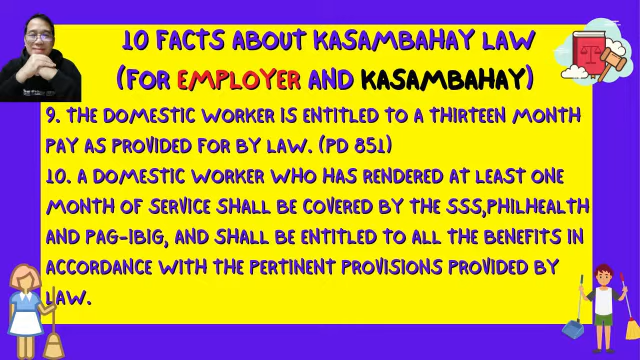 10 FACTS ABOUT KASAMBAHAY LAW
(FOR EMPLOYER AND KASAMBAHAY)
9. THE DOMESTIC WORKER IS ENTITLED TO A THIRTEEN MONTH
PAY AS PROVIDED FOR BY LAW. (PD 851)
10. A DOMESTIC WORKER WHO HAS RENDERED AT LEAST ONE
MONTH OF SERVICE SHALL BE COVERED BY THE SSS,PHILHEALTH
AND PAG-IBIG, AND SHALL BE ENTITLED TO ALL THE BENEFITS IN
ACCORDANCE WITH THE PERTINENT PROVISIONS PROVIDED BY
LAW.